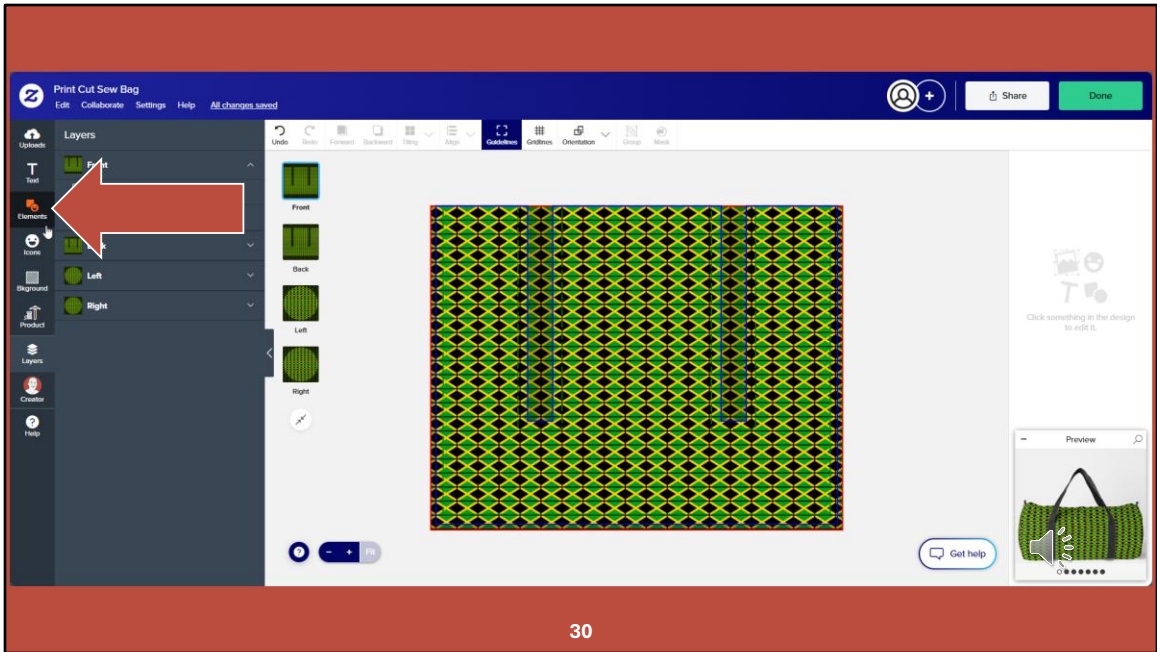 Print Cut Sew Bag
Edit Collaborate Settings Help All changes saved
Share
Done
Uploads
Text
Elements
Icons
Bkground
Product
Layers
Creator
Help
Layers
Left
Right
Undo Redo Forward Backward Tiling Align Guidelines Gridlines Orientation Group Mask
Front
Back
Left
Right
Fit
Click something in the design
to edit it.
Preview
Get help
30